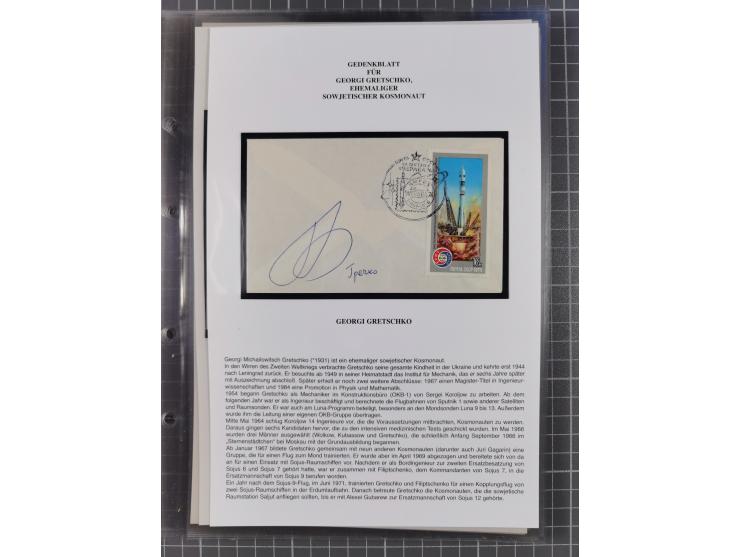 GEDENKBLATT
FÜR
GEORGI GRETSCHKO,
EHEMALIGER
SOWJETISCHER KOSMONAUT
ПОЧТА СССР 1975
Гречко
GEORGI GRETSCHKO
Georgi Michailowitsch Gretschko (*1931) ist ein ehemaliger sowjetischer Kosmonaut.
In den Wirren des Zweiten Weltkriegs verbrachte Gretschko seine gesamte Kindheit in der Ukraine und kehrte erst 1944
nach Leningrad zurück. Er besuchte ab 1949 in seiner Heimatstadt das Institut für Mechanik, das er sechs Jahre später
mit Auszeichnung abschloß. Später erhielt er noch zwei weitere Abschlüsse: 1967 einen Magister-Titel in Ingenieur-
wissenschaften und 1984 eine Promotion in Physik und Mathematik.
1954 begann Gretschko als Mechaniker im Konstruktionsbüro (OKB-1) von Sergei Koroljow zu arbeiten. Ab dem
folgenden Jahr war er als Ingenieur beschäftigt und berechnete die Flugbahnen von Sputnik 1 sowie anderer Satelliten
und Raumsonden. Er war auch am Luna-Programm beteiligt, besonders an den Mondsonden Luna 9 bis 13. Außerdem
wurde ihm die Leitung einer eigenen OKB-Gruppe übertragen.
Mitte Mai 1964 schlug Koroljow 14 Ingenieure vor, die die Voraussetzungen mitbrachten, Kosmonauten zu werden.
Daraus gingen sechs Kandidaten hervor, die zu den intensiven medizinischen Tests geschickt wurden. Im Mai 1966
wurden drei Männer ausgewählt (Wolkow, Kubassow und Gretschko), die schließlich Anfang September 1966 im
„Sternenstädtchen“ bei Moskau mit der Grundausbildung begannen.
Ab Januar 1967 bildete Gretschko gemeinsam mit neun anderen Kosmonauten (darunter auch Juri Gagarin) eine
Gruppe, die für einen Flug zum Mond trainierten. Er wurde aber im April 1969 abgezogen und bereitete sich von da
an für einen Einsatz mit Sojus-Raumschiffen vor. Nachdem er als Bordingenieur zur zweiten Ersatzbesatzung von
Sojus 6 und Sojus 7 gehört hatte, war er zusammen mit Filiptschenko, dem Kommandanten von Sojus 7, in die
Ersatzmannschaft von Sojus 9 berufen worden.
Ein Jahr nach dem Sojus-9-Flug, im Juni 1971, trainierten Gretschko und Filiptschenko für einen Kopplungsflug von
zwei Sojus-Raumschiffen in der Erdumlaufbahn. Danach betreute Gretschko die Kosmonauten, die die sowjetische
Raumstation Saljut anfliegen sollten, bis er mit Alexei Gubarew zur Ersatzmannschaft von Sojus 12 gehörte.